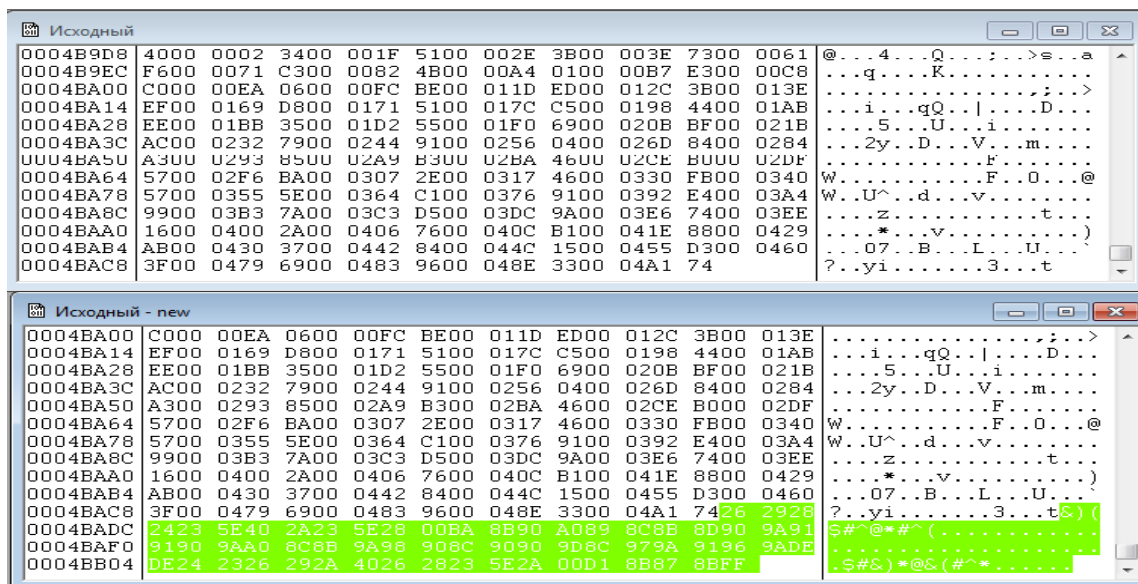 Исходный
0004B9D8 4000 0002 3400 001F 5100 002E 3B00 003E 7300 0061 @...4...Q...;..>s..a
0004B9EC F600 0071 C300 0082 4B00 00A4 0100 00B7 E300 00C8 ...q....K...........
0004BA00 C000 00EA 0600 00FC BE00 011D ED00 012C 3B00 013E ...............,;..>
0004BA14 EF00 0169 D800 0171 5100 017C C500 0198 4400 01AB ...i...qQ..|....D...
0004BA28 EE00 01BB 3500 01D2 5500 01F0 6900 020B BF00 021B ....5...U...i.......
0004BA3C AC00 0232 7900 0244 9100 0256 0400 026D 8400 0284 ...2y..D...V...m....
0004BA50 A300 0293 8500 02A9 B300 02BA 4600 02CE B000 02DF ............F.......
0004BA64 5700 02F6 BA00 0307 2E00 0317 4600 0330 FB00 0340 W...........F..0...@
0004BA78 5700 0355 5E00 0364 C100 0376 9100 0392 E400 03A4 W..U^..d...v........
0004BA8C 9900 03B3 7A00 03C3 D500 03DC 9A00 03E6 7400 03EE ....z...........t...
0004BAA0 1600 0400 2A00 0406 7600 040C B100 041E 8800 0429 ....*...v..........)
0004BAB4 AB00 0430 3700 0442 8400 044C 1500 0455 D300 0460 ...07..B...L...U...`
0004BAC8 3F00 0479 6900 0483 9600 048E 3300 04A1 74 ?..yi.......3...t
Исходный - new
0004BA00 C000 00EA 0600 00FC BE00 011D ED00 012C 3B00 013E ...............,;..>
0004BA14 EF00 0169 D800 0171 5100 017C C500 0198 4400 01AB ...i...qQ..|....D...
0004BA28 EE00 01BB 3500 01D2 5500 01F0 6900 020B BF00 021B ....5...U...i.......
0004BA3C AC00 0232 7900 0244 9100 0256 0400 026D 8400 0284 ...2y..D...V...m....
0004BA50 A300 0293 8500 02A9 B300 02BA 4600 02CE B000 02DF ............F.......
0004BA64 5700 02F6 BA00 0307 2E00 0317 4600 0330 FB00 0340 W...........F..0...@
0004BA78 5700 0355 5E00 0364 C100 0376 9100 0392 E400 03A4 W..U^..d...v........
0004BA8C 9900 03B3 7A00 03C3 D500 03DC 9A00 03E6 7400 03EE ....z...........t...
0004BAA0 1600 0400 2A00 0406 7600 040C B100 041E 8800 0429 ....*...v..........)
0004BAB4 AB00 0430 3700 0442 8400 044C 1500 0455 D300 0460 ...07..B...L...U...`
0004BAC8 3F00 0479 6900 0483 9600 048E 3300 04A1 7426 2928 ?..yi.......3...t&)(
0004BADC 2423 5E40 2A23 5E28 00BA 8B90 A089 8C8B 8D90 9A91 $#^@*#^(............
0004BAF0 9190 9AA0 8C8B 9A98 908C 9090 9D8C 979A 9196 9ADE ....................
0004BB04 DE24 2326 292A 4026 2823 5E2A 00D1 8B87 8BFF .$#&)*@&(#^*......